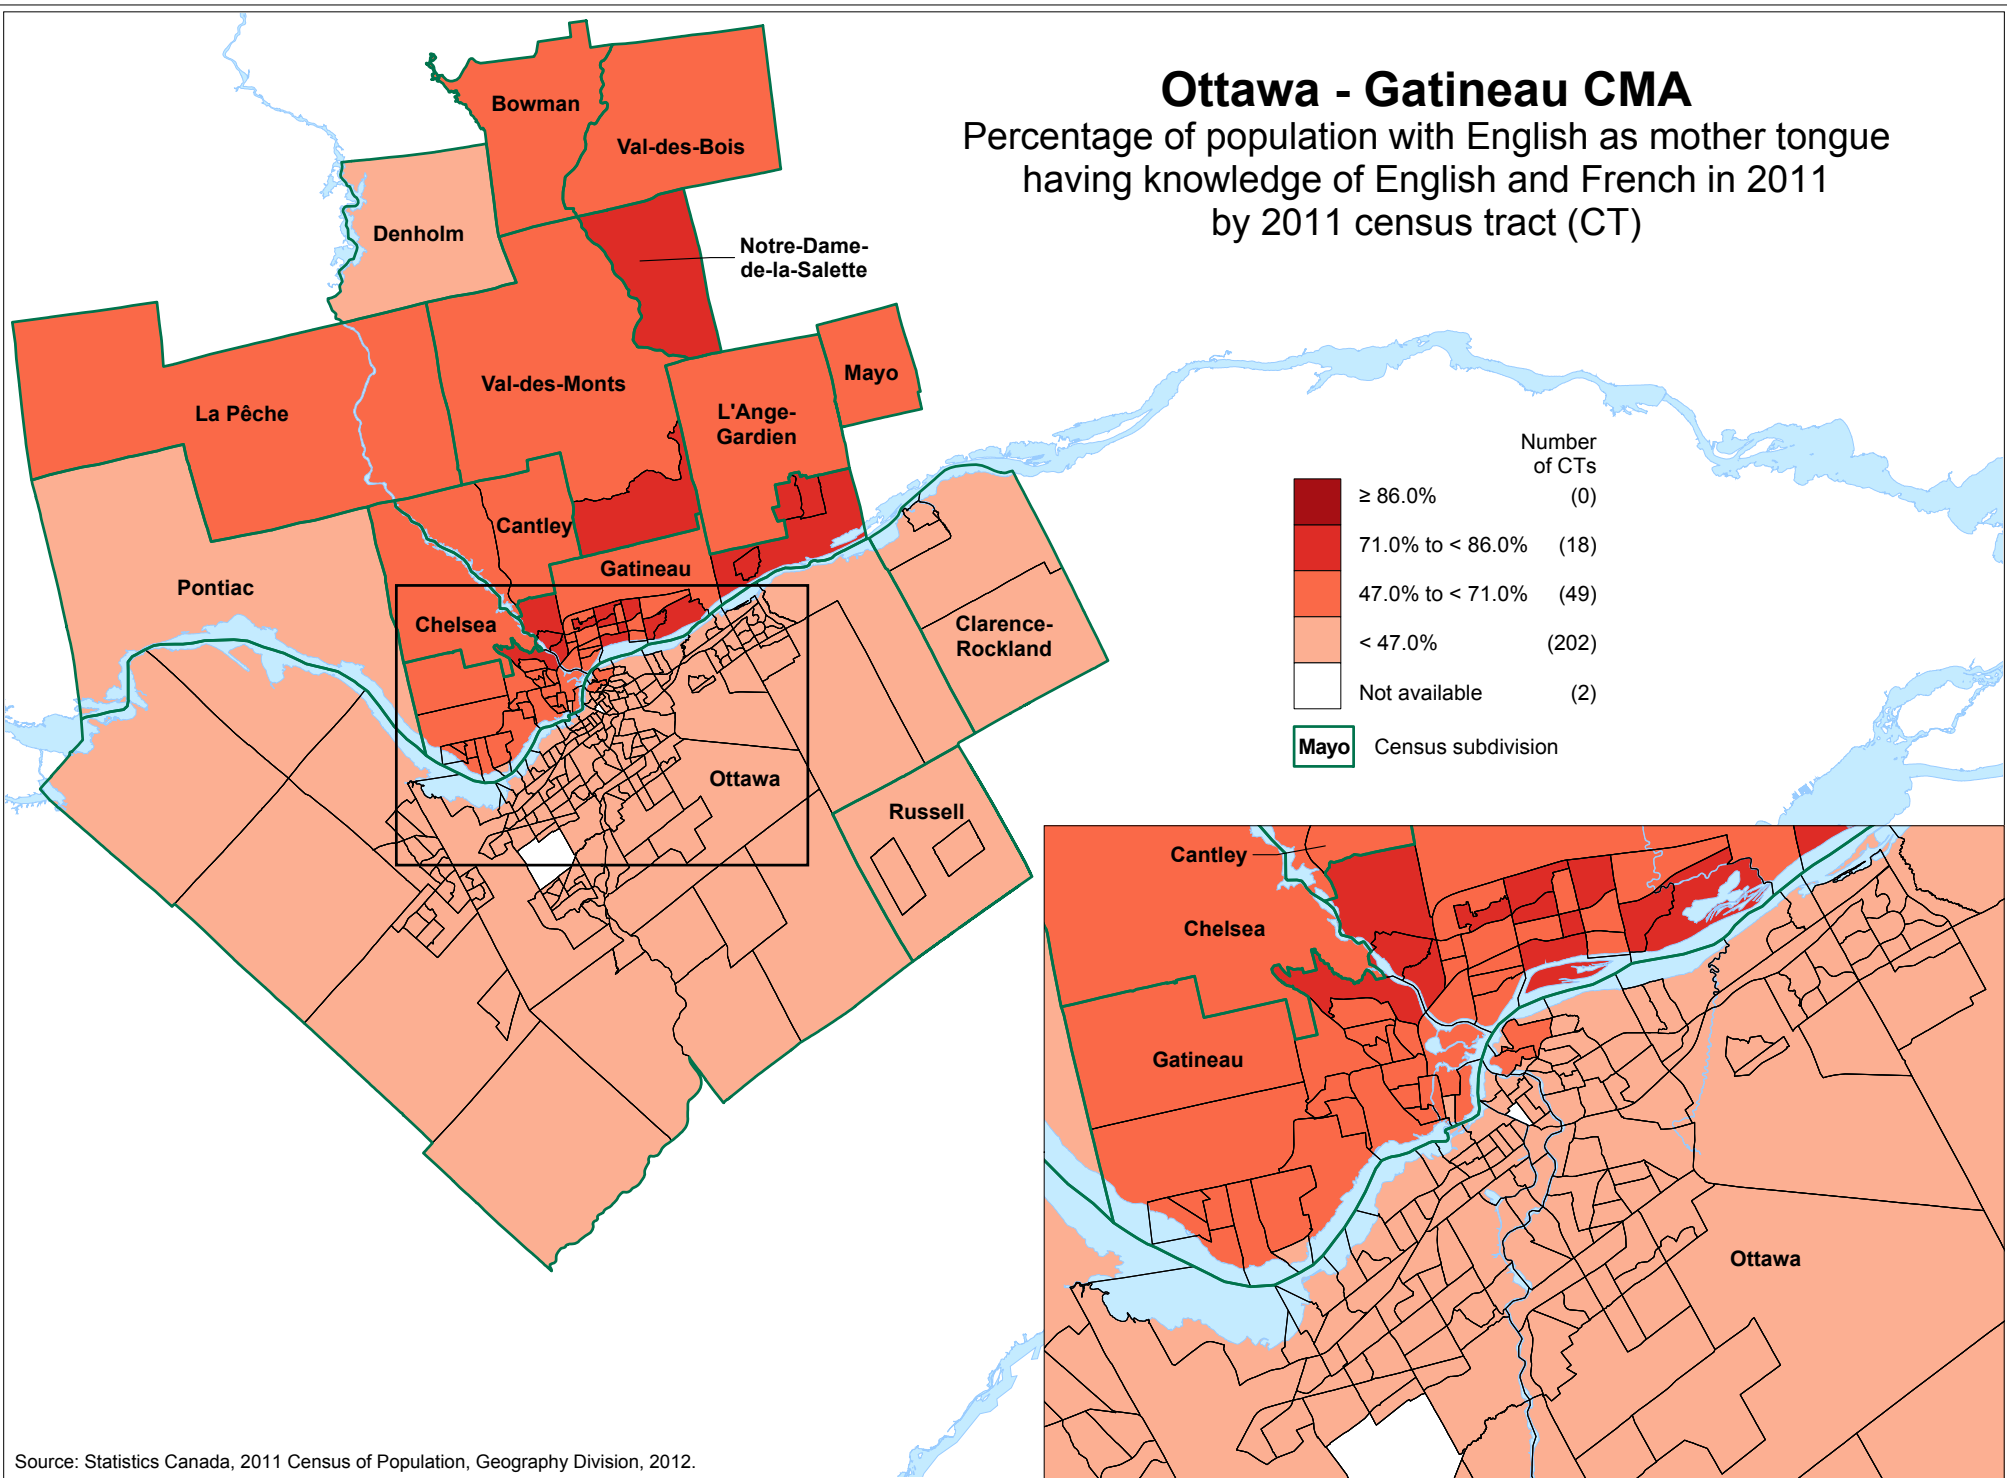 Ottawa - Gatineau CMA
Percentage of population with English as mother tongue
having knowledge of English and French in 2011
by 2011 census tract (CT)
Bowman
Val-des-Bois
Denholm
Notre-Dame-
de-la-Salette
Mayo
Val-des-Monts
La Pêche
L'Ange-
Gardien
Cantley
Gatineau
Pontiac
Chelsea
Clarence-
Rockland
Ottawa
Russell
Number
of CTs
≥ 86.0% (0)
71.0% to < 86.0% (18)
47.0% to < 71.0% (49)
< 47.0% (202)
Not available (2)
Mayo Census subdivision
Cantley
Chelsea
Gatineau
Ottawa
Source: Statistics Canada, 2011 Census of Population, Geography Division, 2012.